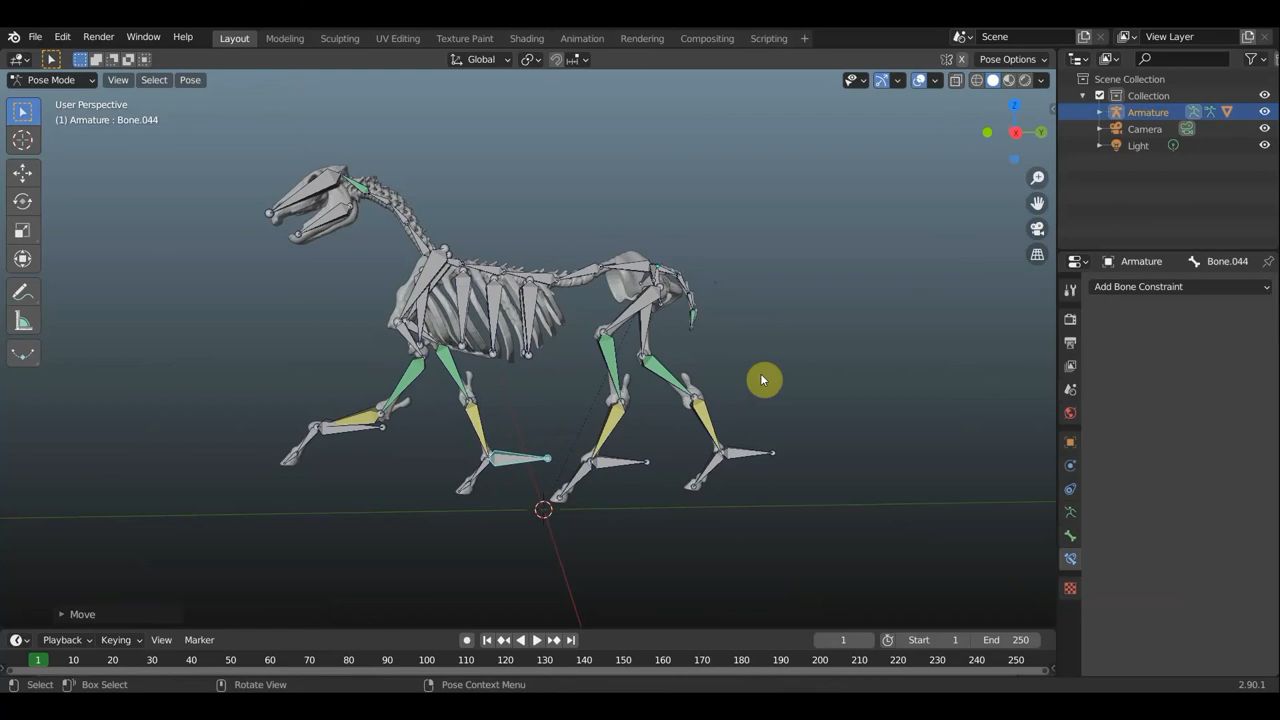 File Edit Render Window Help Layout Modeling Sculpting UV Editing Texture Paint Shading Animation Rendering Compositing Scripting + Scene View Layer
Global X Pose Options
Pose Mode View Select Pose
User Perspective
(1) Armature : Bone.044
Z
X
Y
Scene Collection
Collection
Armature
Camera
Light
Armature Bone.044
Add Bone Constraint
Move
Playback Keying View Marker 1 Start 1 End 250
1 10 20 30 40 50 60 70 80 90 100 110 120 130 140 150 160 170 180 190 200 210 220 230 240 250
Select Box Select Rotate View Pose Context Menu 2.90.1